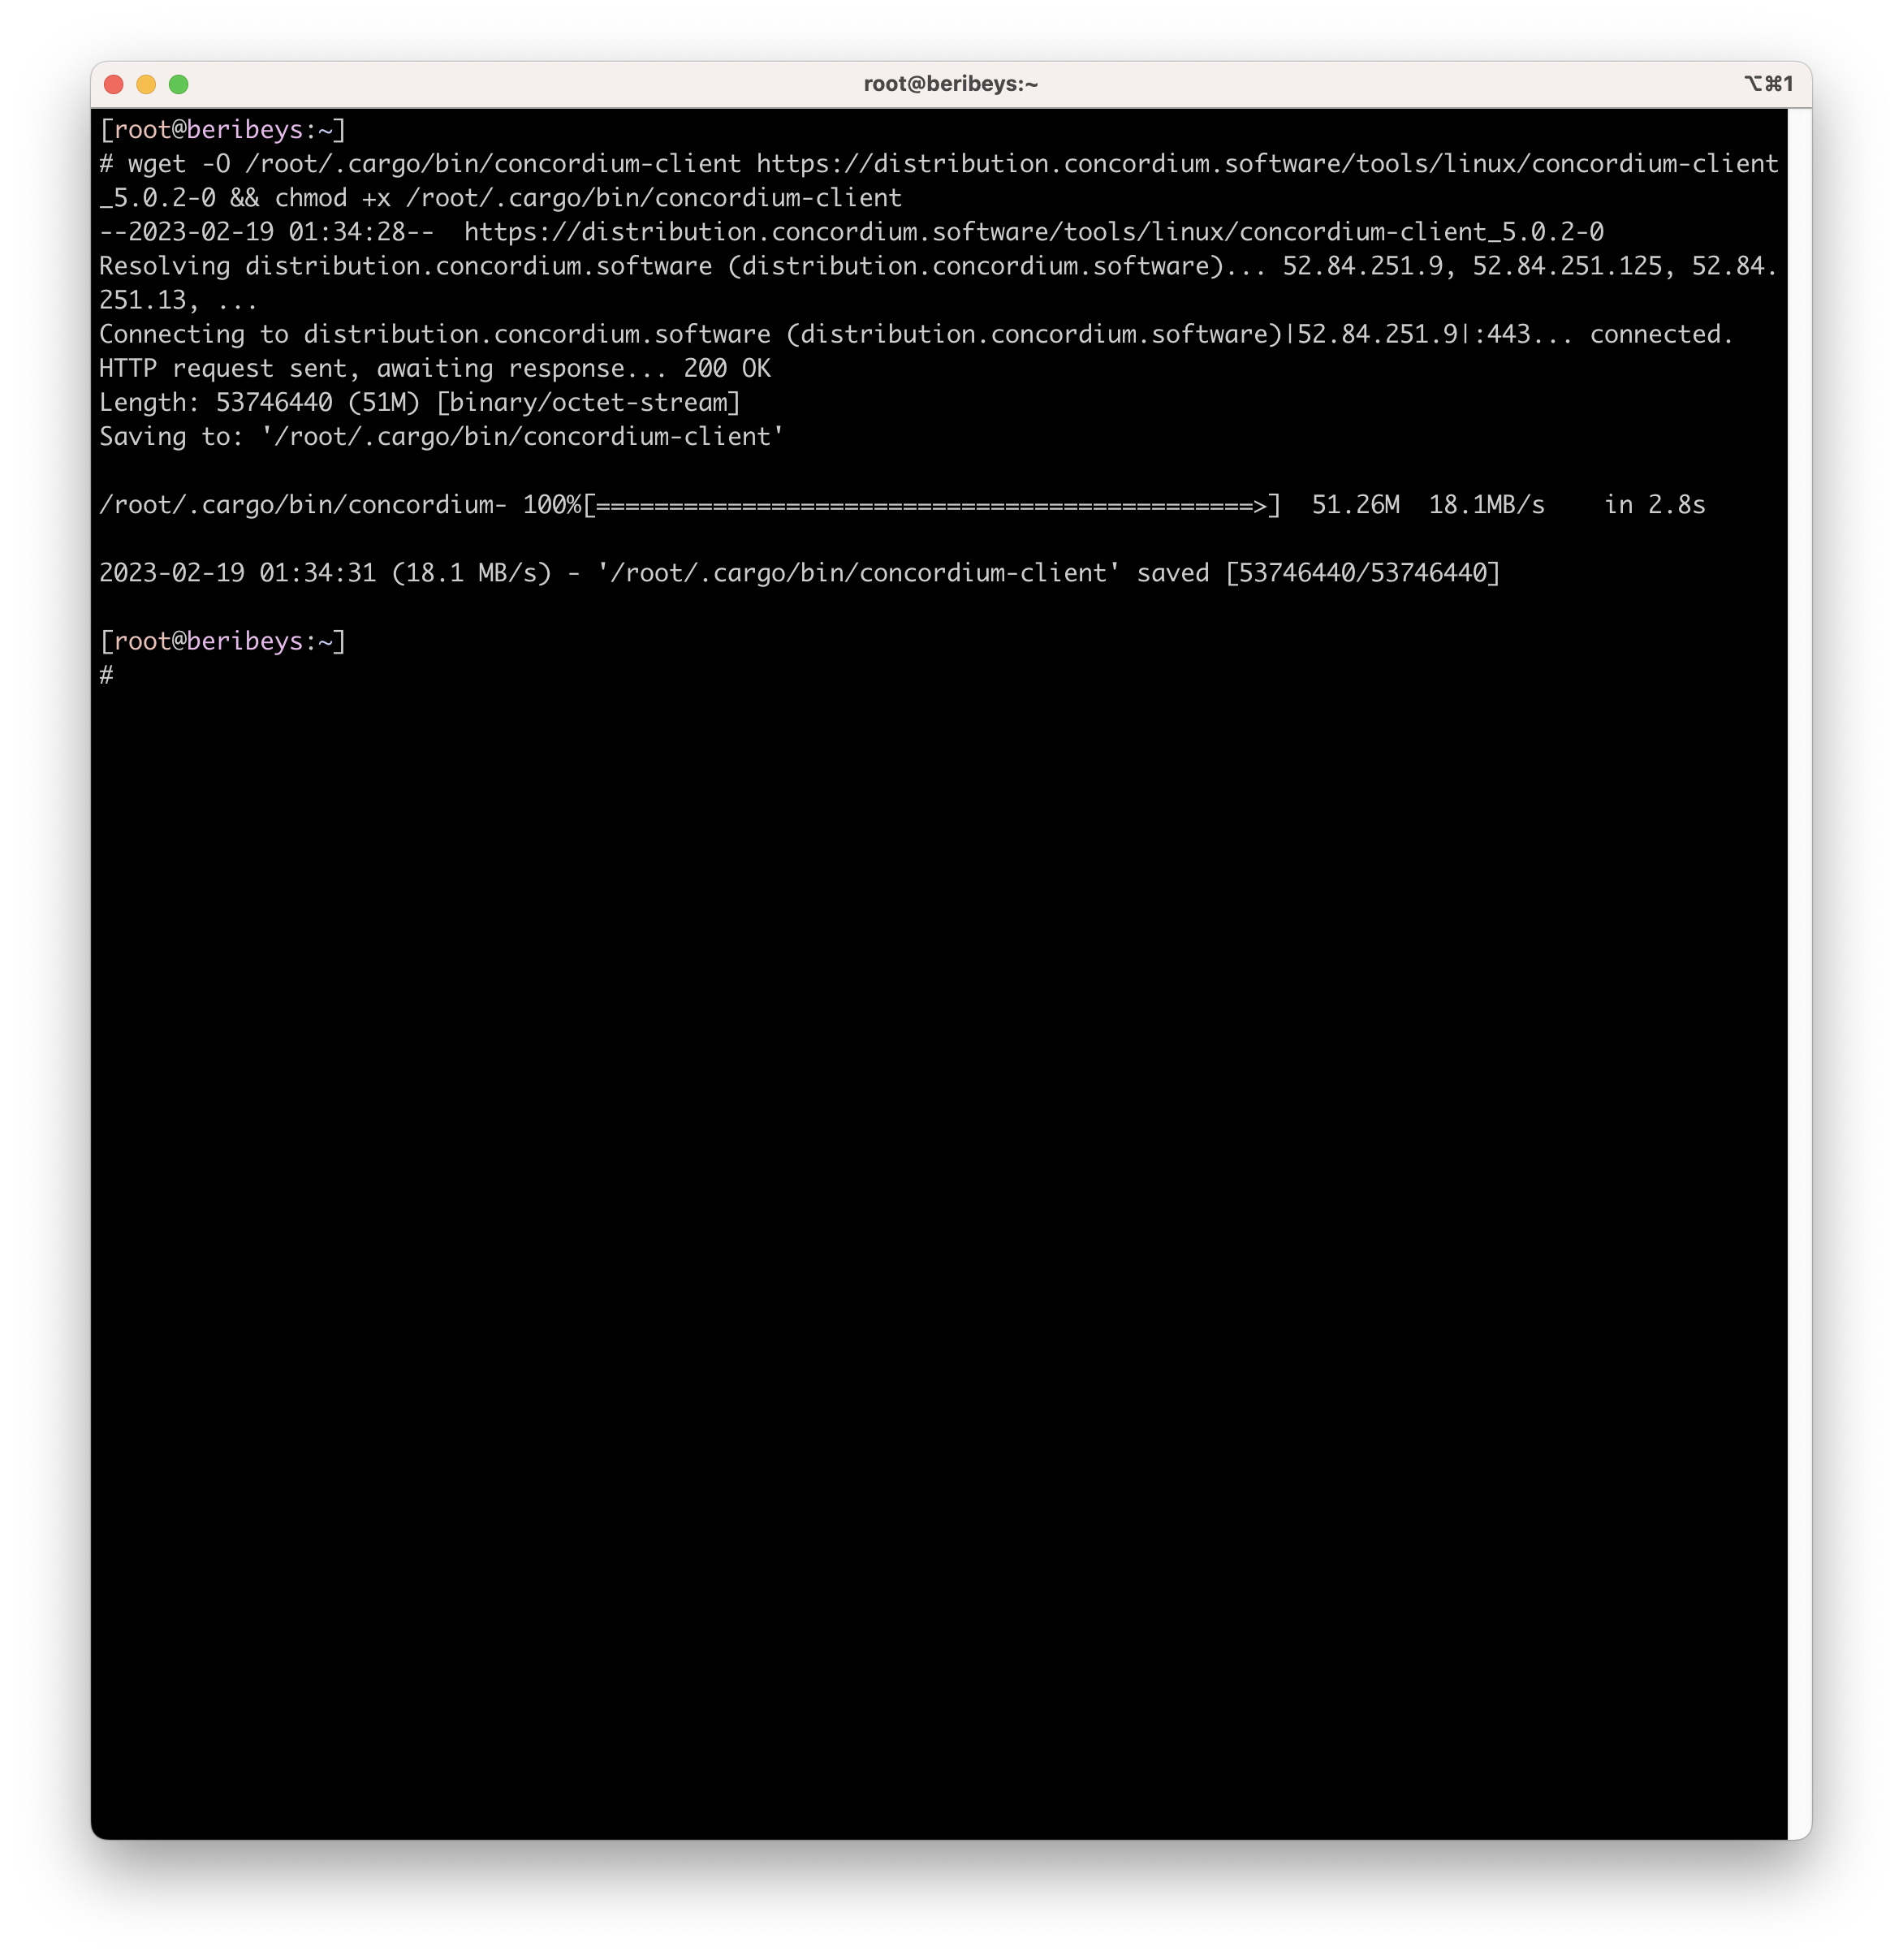 root@beribeys:~ ⌥⌘1
[root@beribeys:~]
# wget -O /root/.cargo/bin/concordium-client https://distribution.concordium.software/tools/linux/concordium-client
_5.0.2-0 && chmod +x /root/.cargo/bin/concordium-client
--2023-02-19 01:34:28--  https://distribution.concordium.software/tools/linux/concordium-client_5.0.2-0
Resolving distribution.concordium.software (distribution.concordium.software)... 52.84.251.9, 52.84.251.125, 52.84.
251.13, ...
Connecting to distribution.concordium.software (distribution.concordium.software)|52.84.251.9|:443... connected.
HTTP request sent, awaiting response... 200 OK
Length: 53746440 (51M) [binary/octet-stream]
Saving to: '/root/.cargo/bin/concordium-client'
/root/.cargo/bin/concordium- 100%[=============================================>]  51.26M  18.1MB/s    in 2.8s
2023-02-19 01:34:31 (18.1 MB/s) - '/root/.cargo/bin/concordium-client' saved [53746440/53746440]
[root@beribeys:~]
#